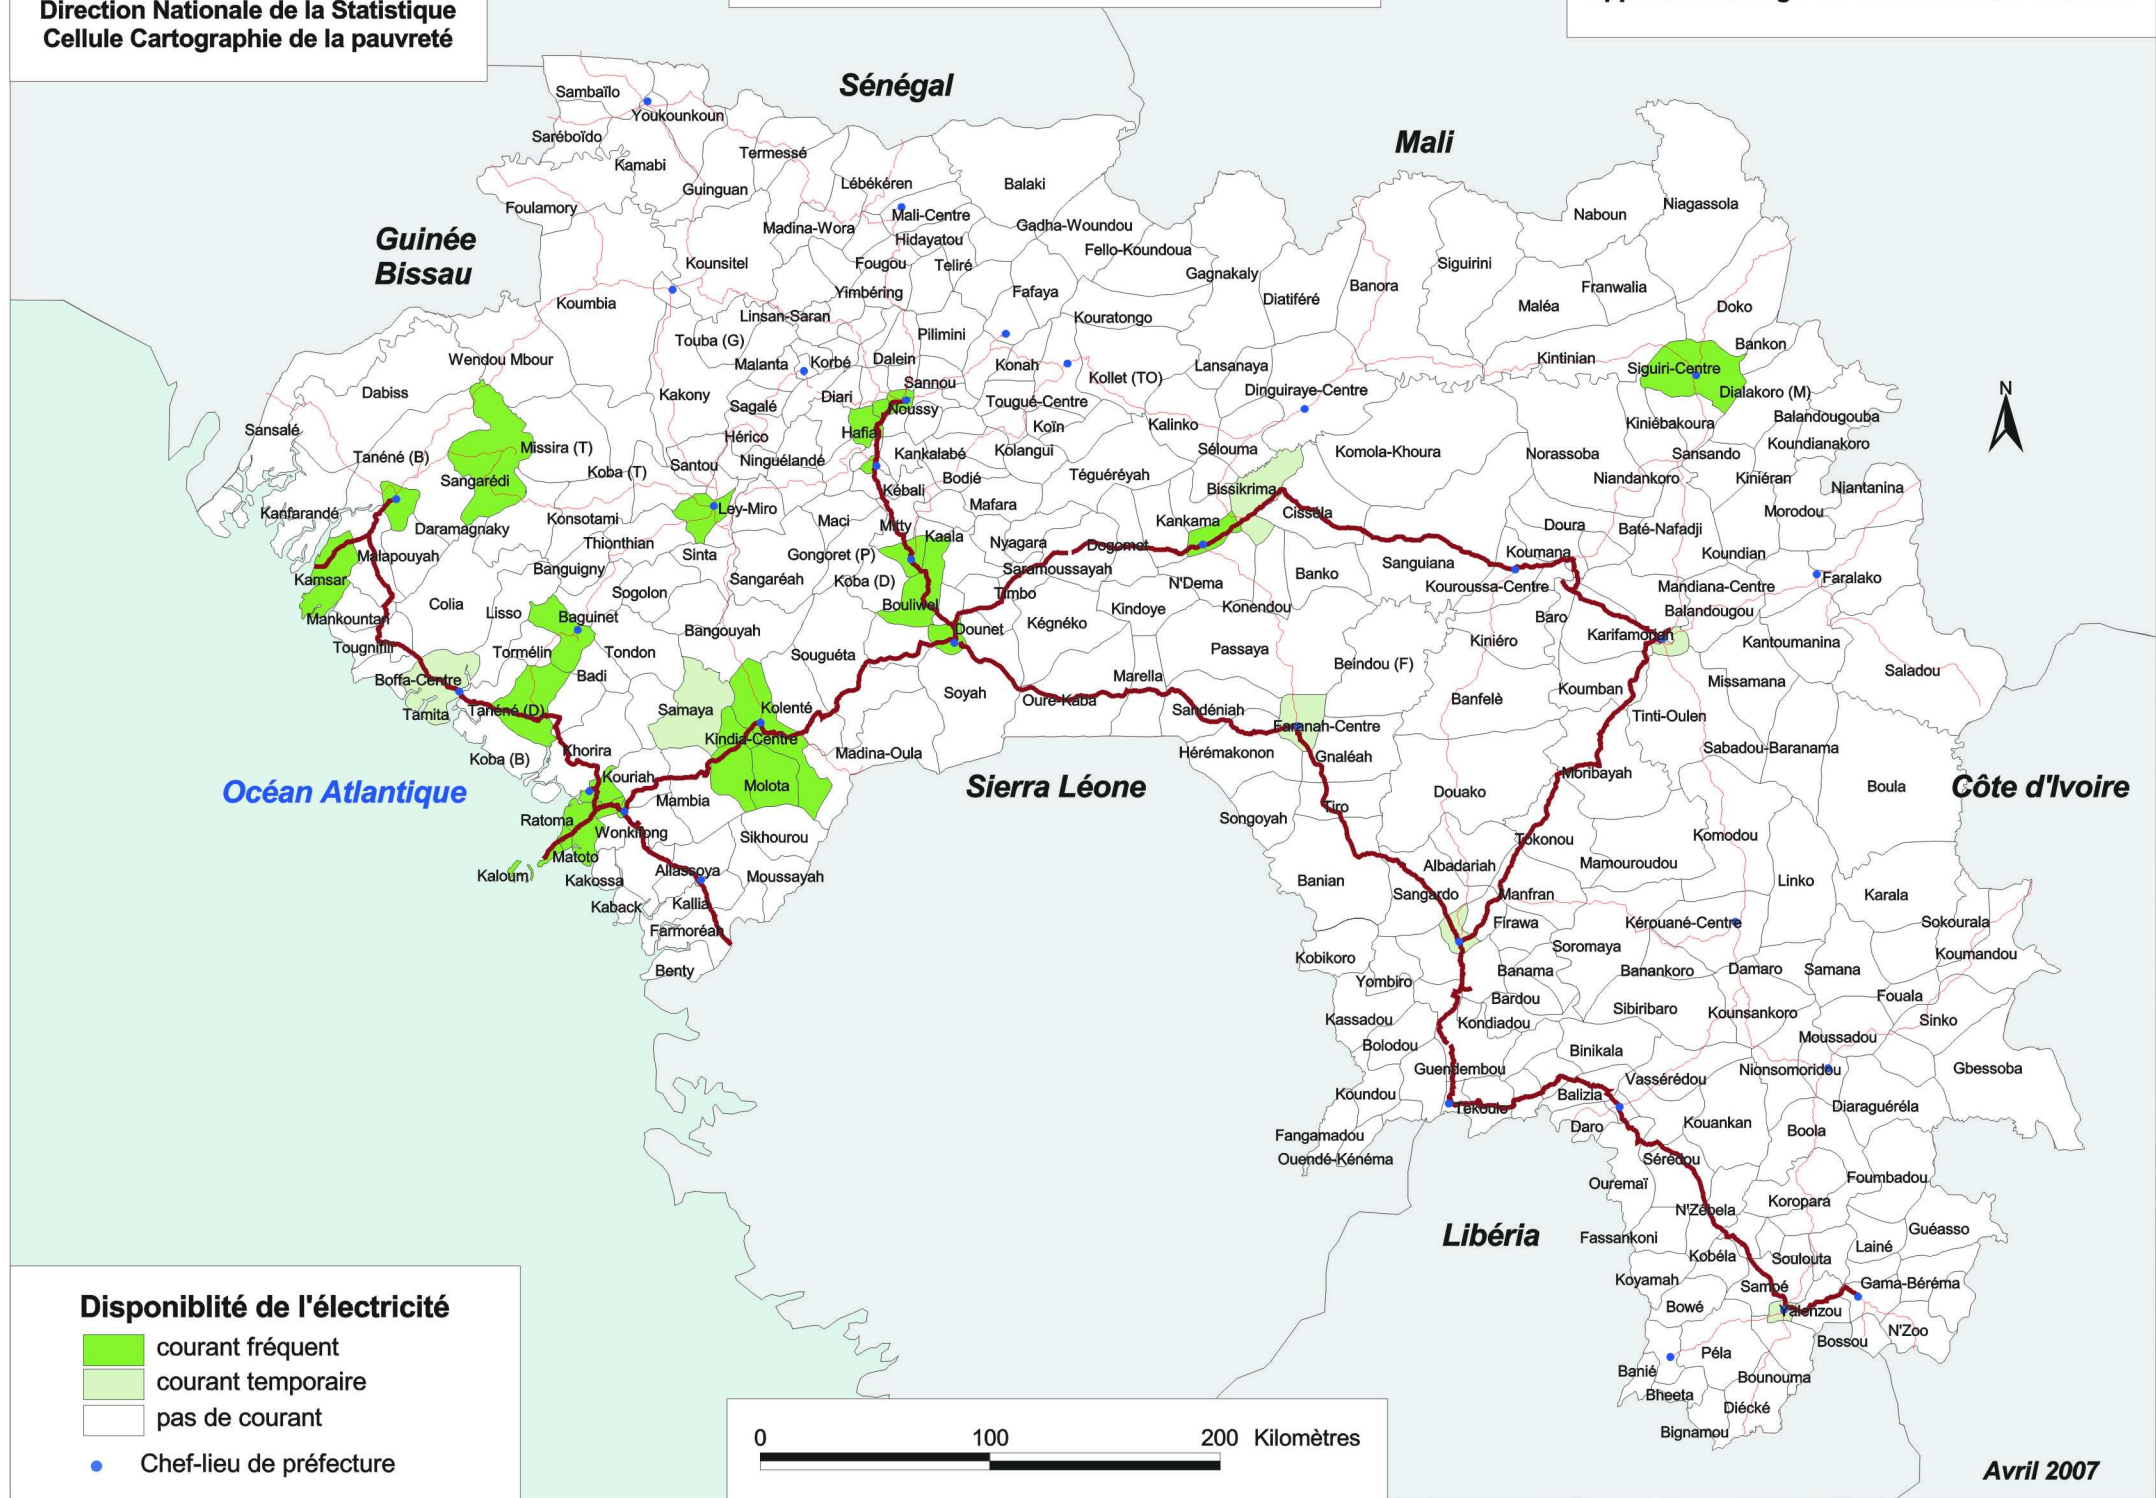 Direction Nationale de la Statistique
Cellule Cartographie de la pauvreté
Sénégal
Mali
Guinée
Bissau
Océan Atlantique
Sierra Léone
Côte d'Ivoire
Libéria
N
Sambaïlo
Youkounkoun
Saréboïdo
Termessé
Kamabi
Lébékéren
Balaki
Guinguan
Foulamory
Mali-Centre
Niagassola
Naboun
Madina-Wora
Gadha-Woundou
Hidayatou
Fello-Koundoua
Kounsitel
Fougou
Teliré
Siguirini
Gagnakaly
Koumbia
Yimbéring
Fafaya
Diatiféré
Banora
Franwalia
Linsan-Saran
Kouratongo
Maléa
Doko
Touba (G)
Pilimini
Bankon
Wendou Mbour
Malanta
Korbé
Dalein
Konah
Lansanaya
Kintinian
Siguiri-Centre
Dabiss
Kakony
Sannou
Kollet (TO)
Dinguiraye-Centre
Dialakoro (M)
Sagalé
Diari
Noussy
Tougué-Centre
Balandougouba
Sansalé
Hérico
Hafia
Koïn
Kalinko
Kiniébakoura
Koundianakoro
Tanéné (B)
Missira (T)
Koba (T)
Santou
Ninguélandé
Kankalabé
Kolangui
Sélouma
Komola-Khoura
Norassoba
Sansando
Sangarédi
Bodié
Téguéréyah
Niandankoro
Kiniéran
Niantanina
Kébali
Bissikrima
Kanfarandé
Ley-Miro
Mafara
Cisséla
Morodou
Daramagnaky
Konsotami
Maci
Mitty
Kaala
Kankama
Doura
Baté-Nafadji
Malapouyah
Thionthian
Sinta
Gongoret (P)
Nyagara
Dogomet
Koumana
Koundian
Kamsar
Banguigny
Sangaréah
Koba (D)
Saramoussayah
N'Dema
Banko
Sanguiana
Kouroussa-Centre
Mandiana-Centre
Faralako
Colia
Lisso
Sogolon
Bouliwel
Timbo
Kindoye
Konendou
Balandougou
Mankountan
Baguinet
Bangouyah
Dounet
Kégnéko
Baro
Karifamoriah
Tougnifili
Tormélin
Tondon
Souguéta
Passaya
Kiniéro
Kantoumanina
Boffa-Centre
Badi
Marella
Beindou (F)
Saladou
Tamita
Tanéné (D)
Samaya
Kolenté
Soyah
Ouré-Kaba
Sandéniah
Banfelè
Koumban
Missamana
Kindia-Centre
Faranah-Centre
Tinti-Oulen
Koba (B)
Khorira
Madina-Oula
Hérémakonon
Gnaléah
Sabadou-Baranama
Kouriah
Molota
Moribayah
Mambia
Douako
Boula
Ratoma
Wonkifong
Sikhourou
Songoyah
Tiro
Tokonou
Komodou
Matoto
Kaloum
Kakossa
Allassoya
Moussayah
Banian
Albadariah
Mamouroudou
Linko
Kaback
Kallia
Sangardo
Manfran
Karala
Farmoréah
Firawa
Kérouané-Centre
Sokourala
Benty
Kobikoro
Soromaya
Koumandou
Yombiro
Banama
Banankoro
Damaro
Samana
Bardou
Fouala
Kassadou
Kondiadou
Sibiribaro
Kounsankoro
Sinko
Bolodou
Moussadou
Guendembou
Binikala
Nionsomoridou
Gbessoba
Koundou
Vassérédou
Tékoulo
Balizia
Diaraguéréla
Fangamadou
Daro
Kouankan
Boola
Ouendé-Kénéma
Sérédou
Ouremaï
Foumbadou
N'Zébela
Koropara
Guéasso
Fassankoni
Kobéla
Soulouta
Lainé
Koyamah
Samoé
Gama-Béréma
Bowé
Yalenzou
Bossou
N'Zoo
Banié
Péla
Bheeta
Bounouma
Diécké
Bignamou
Disponiblité de l'électricité
courant fréquent
courant temporaire
pas de courant
Chef-lieu de préfecture
0 100 200 Kilomètres
Avril 2007